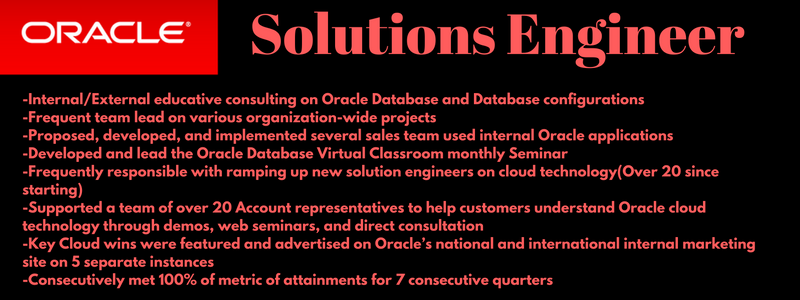 ORACLE®
Solutions Engineer
-Internal/External educative consulting on Oracle Database and Database configurations
-Frequent team lead on various organization-wide projects
-Proposed, developed, and implemented several sales team used internal Oracle applications
-Developed and lead the Oracle Database Virtual Classroom monthly Seminar
-Frequently responsible with ramping up new solution engineers on cloud technology(Over 20 since
starting)
-Supported a team of over 20 Account representatives to help customers understand Oracle cloud
technology through demos, web seminars, and direct consultation
-Key Cloud wins were featured and advertised on Oracle's national and international internal marketing
site on 5 separate instances
-Consecutively met 100% of metric of attainments for 7 consecutive quarters